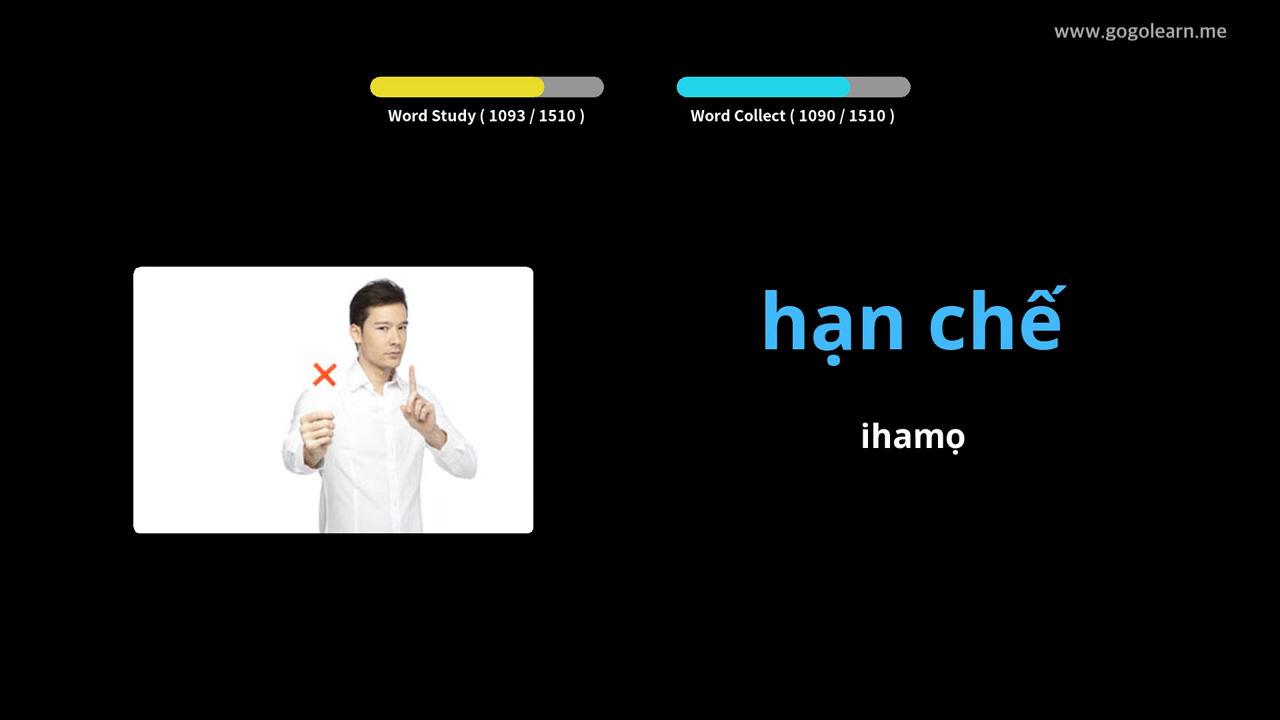 www.gogolearn.me
Word Study ( 1093 / 1510 )
Word Collect ( 1090 / 1510 )
hạn chế
ihamọ